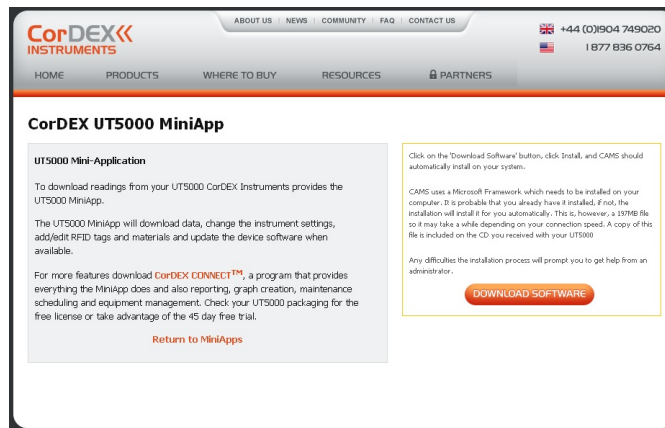 ABOUT US | NEWS | COMMUNITY | FAQ | CONTACT US
CorDEX
INSTRUMENTS
+44 (0)1904 749020
1 877 836 0764
HOME PRODUCTS WHERE TO BUY RESOURCES PARTNERS
CorDEX UT5000 MiniApp
UT5000 Mini-Application
To download readings from your UT5000 CorDEX Instruments provides the
UT5000 MiniApp.
The UT5000 MiniApp will download data, change the instrument settings,
add/edit RFID tags and materials and update the device software when
available.
For more features download CorDEX CONNECT™, a program that provides
everything the MiniApp does and also reporting, graph creation, maintenance
scheduling and equipment management. Check your UT5000 packaging for the
free license or take advantage of the 45 day free trial.
Return to MiniApps
Click on the 'Download Software' button, click Install, and CAMS should
automatically install on your system.
CAMS uses a Microsoft Framework which needs to be installed on your
computer. It is probable that you already have it installed, if not, the
installation will install it for you automatically. This is, however, a 197MB file
so it may take a while depending on your connection speed. A copy of this
file is included on the CD you received with your UT5000
Any difficulties the installation process will prompt you to get help from an
administrator.
DOWNLOAD SOFTWARE